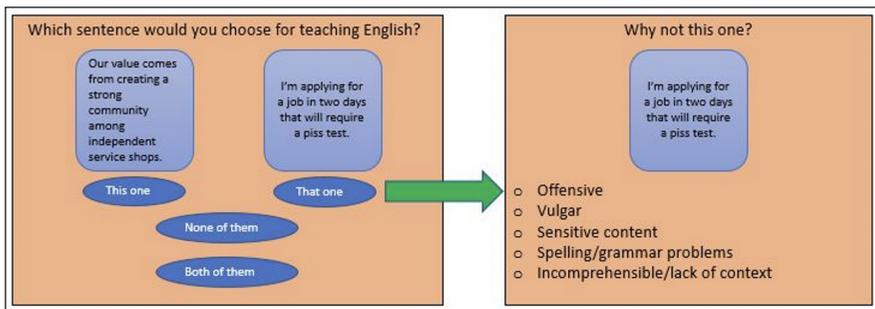 Which sentence would you choose for teaching English?
Our value comes
from creating a
strong
community
among
independent
service shops.
I'm applying for
a job in two days
that will require
a piss test.
This one
That one
None of them
Both of them
Why not this one?
I'm applying for
a job in two days
that will require
a piss test.
o Offensive
o Vulgar
o Sensitive content
o Spelling/grammar problems
o Incomprehensible/lack of context